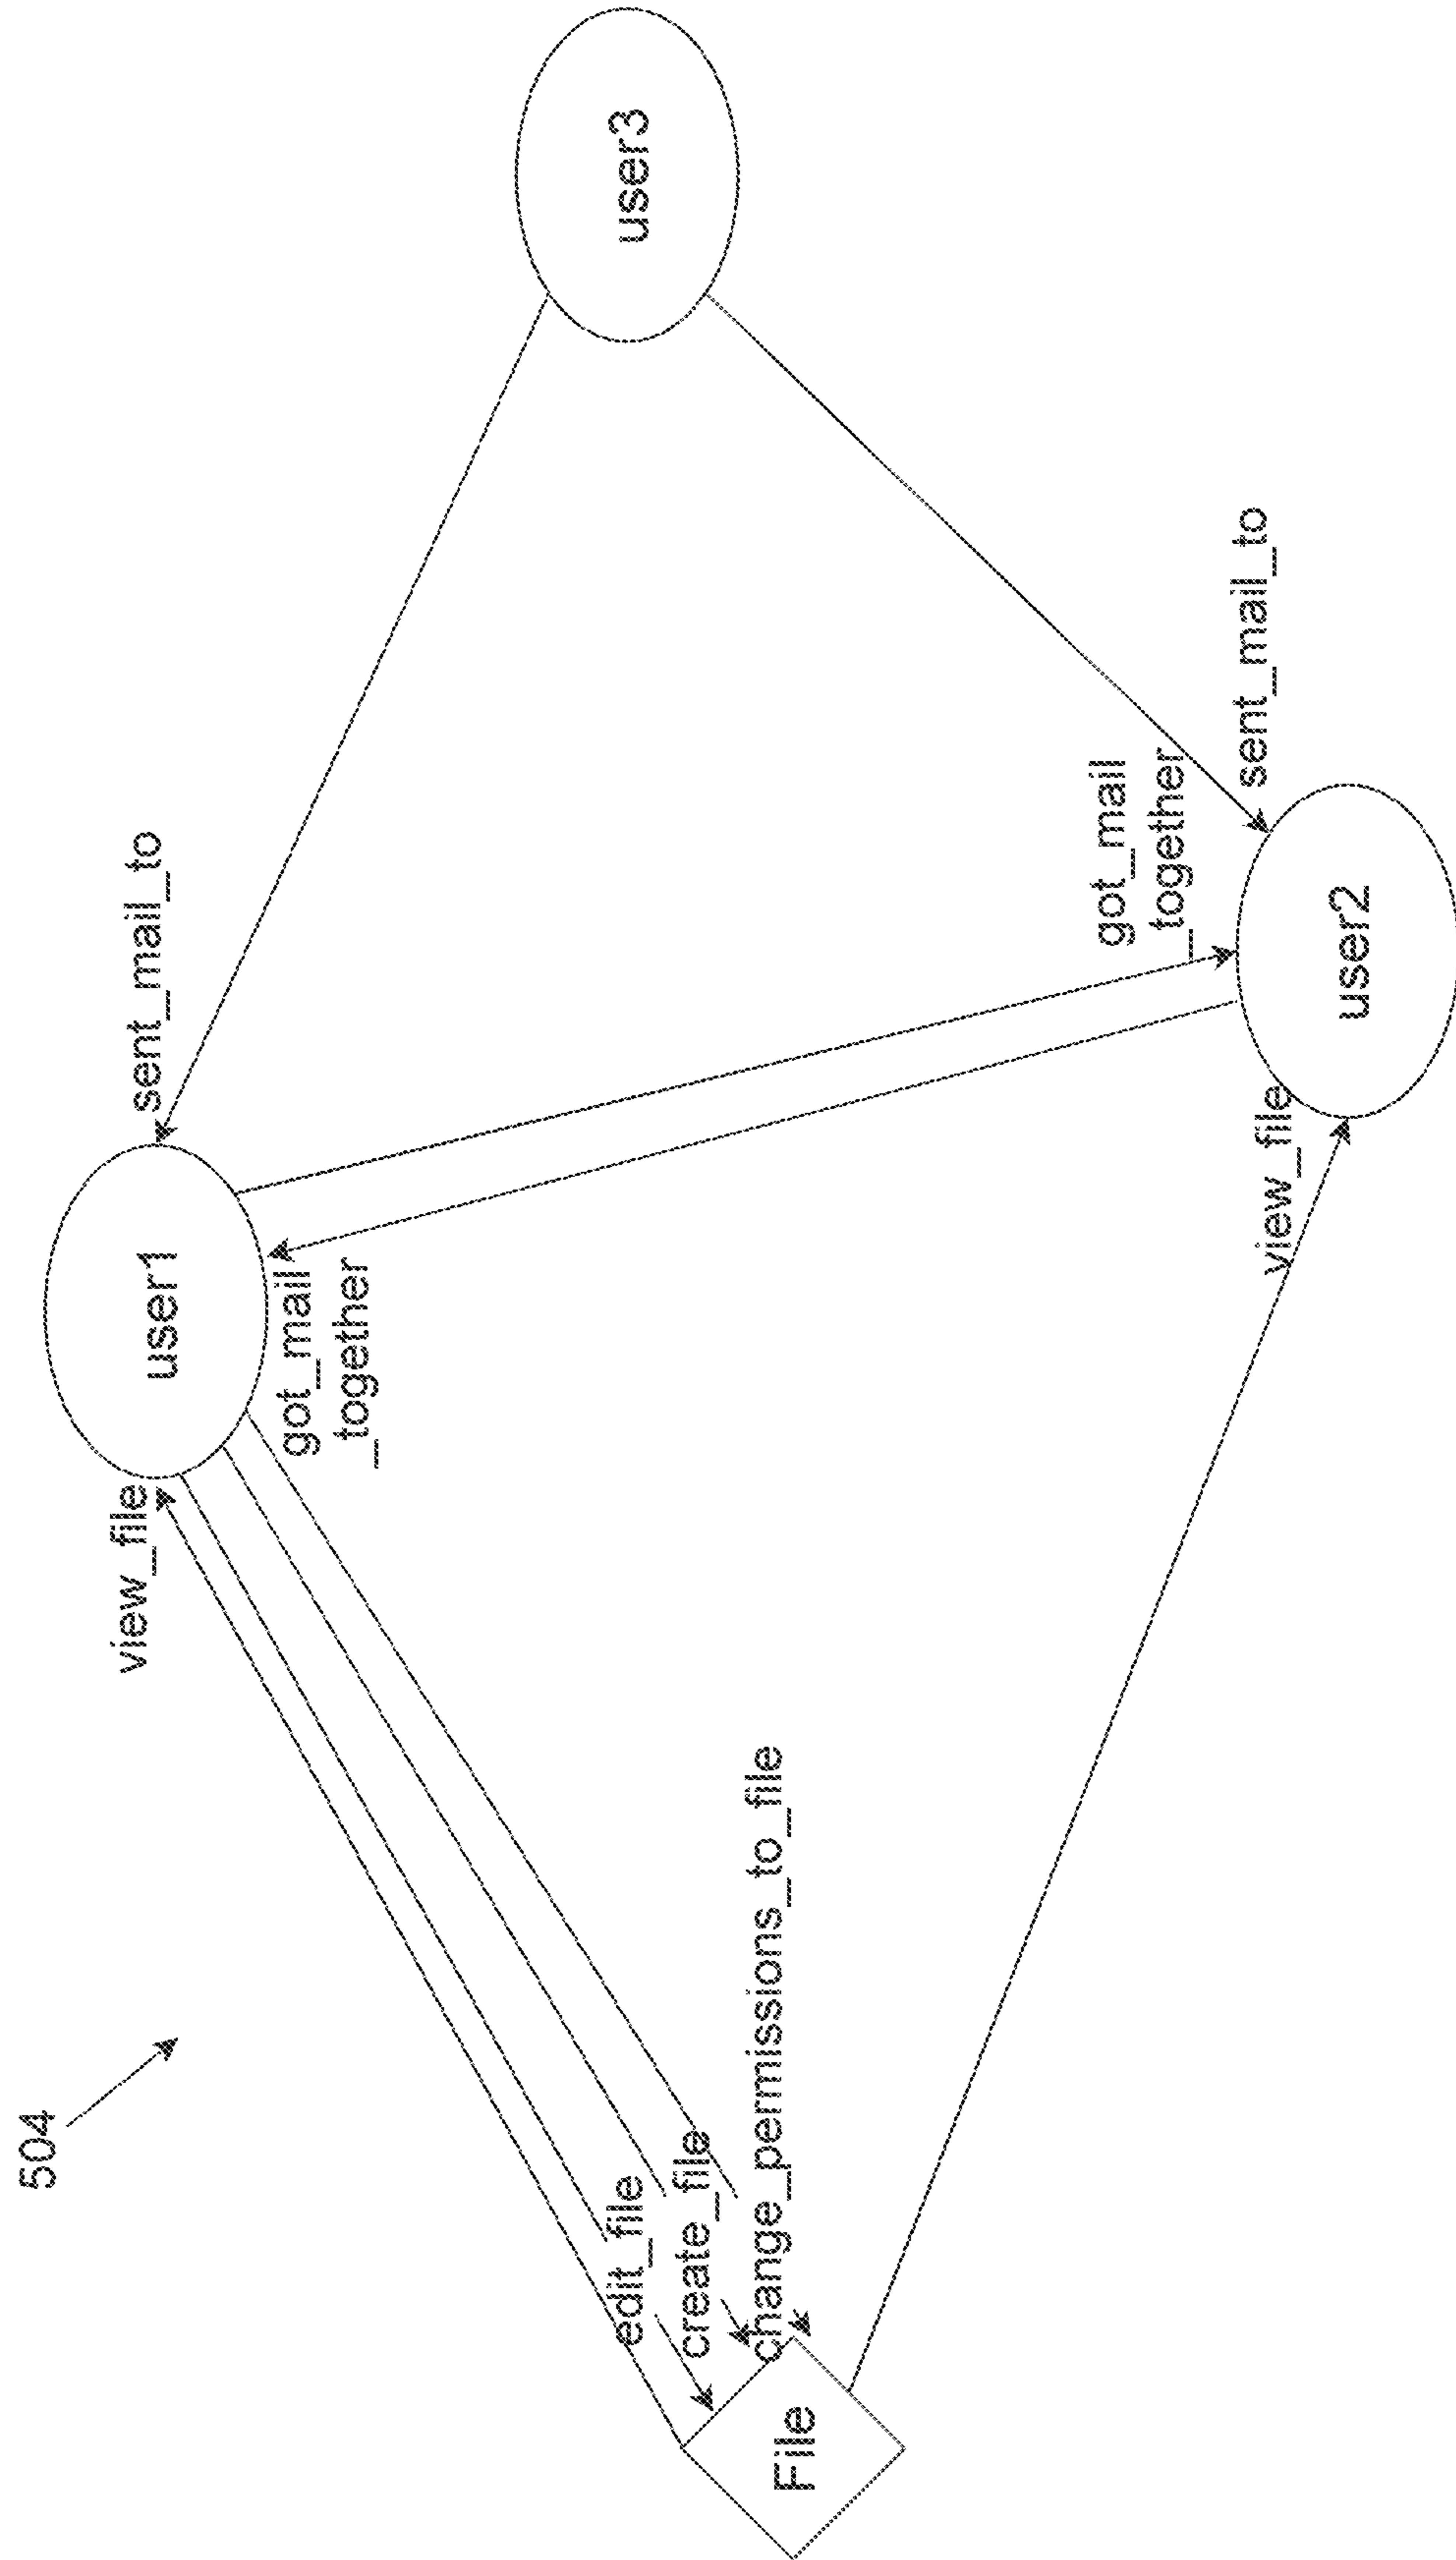 504
view_file
user1
sent_mail_to
got_mail
_together
edit_file
create_file
change_permissions_to_file
File
user3
got_mail
_together
sent_mail_to
view_file
user2